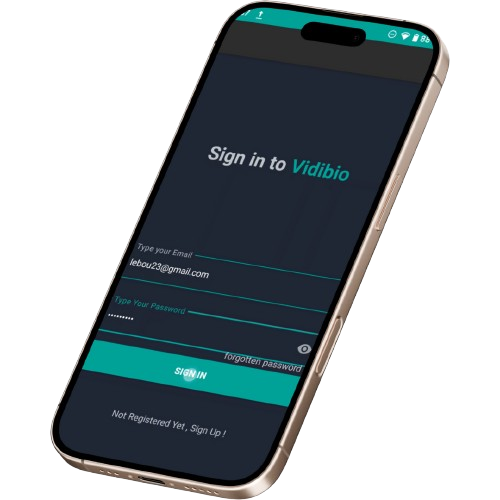 Sign in to Vidibio
Type your Email
lebou23@gmail.com
Type Your Password
•••••••••
forgotten password
SIGN IN
Not Registered Yet , Sign Up !